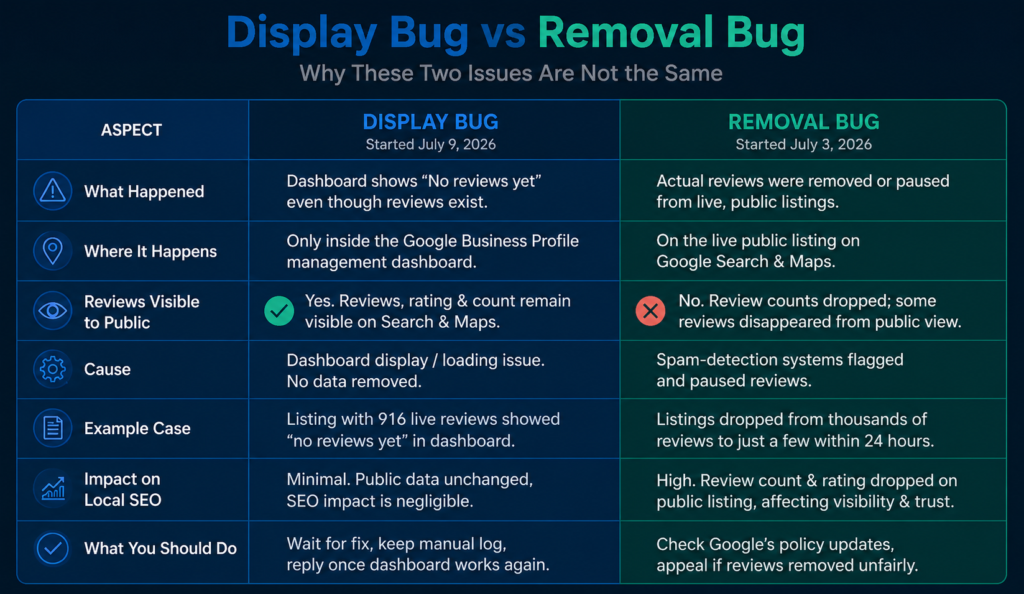 Display Bug vs Removal Bug
Why These Two Issues Are Not the Same
ASPECT
DISPLAY BUG
Started July 9, 2026
REMOVAL BUG
Started July 3, 2026
What Happened
Dashboard shows “No reviews yet”
even though reviews exist.
Actual reviews were removed or paused
from live, public listings.
Where It Happens
Only inside the Google Business Profile
management dashboard.
On the live public listing on
Google Search & Maps.
Reviews Visible
to Public
Yes. Reviews, rating & count remain
visible on Search & Maps.
No. Review counts dropped; some
reviews disappeared from public view.
Cause
Dashboard display / loading issue.
No data removed.
Spam-detection systems flagged
and paused reviews.
Example Case
Listing with 916 live reviews showed
“no reviews yet” in dashboard.
Listings dropped from thousands of
reviews to just a few within 24 hours.
Impact on
Local SEO
Minimal. Public data unchanged,
SEO impact is negligible.
High. Review count & rating dropped on
public listing, affecting visibility & trust.
What You Should Do
Wait for fix, keep manual log,
reply once dashboard works again.
Check Google’s policy updates,
appeal if reviews removed unfairly.